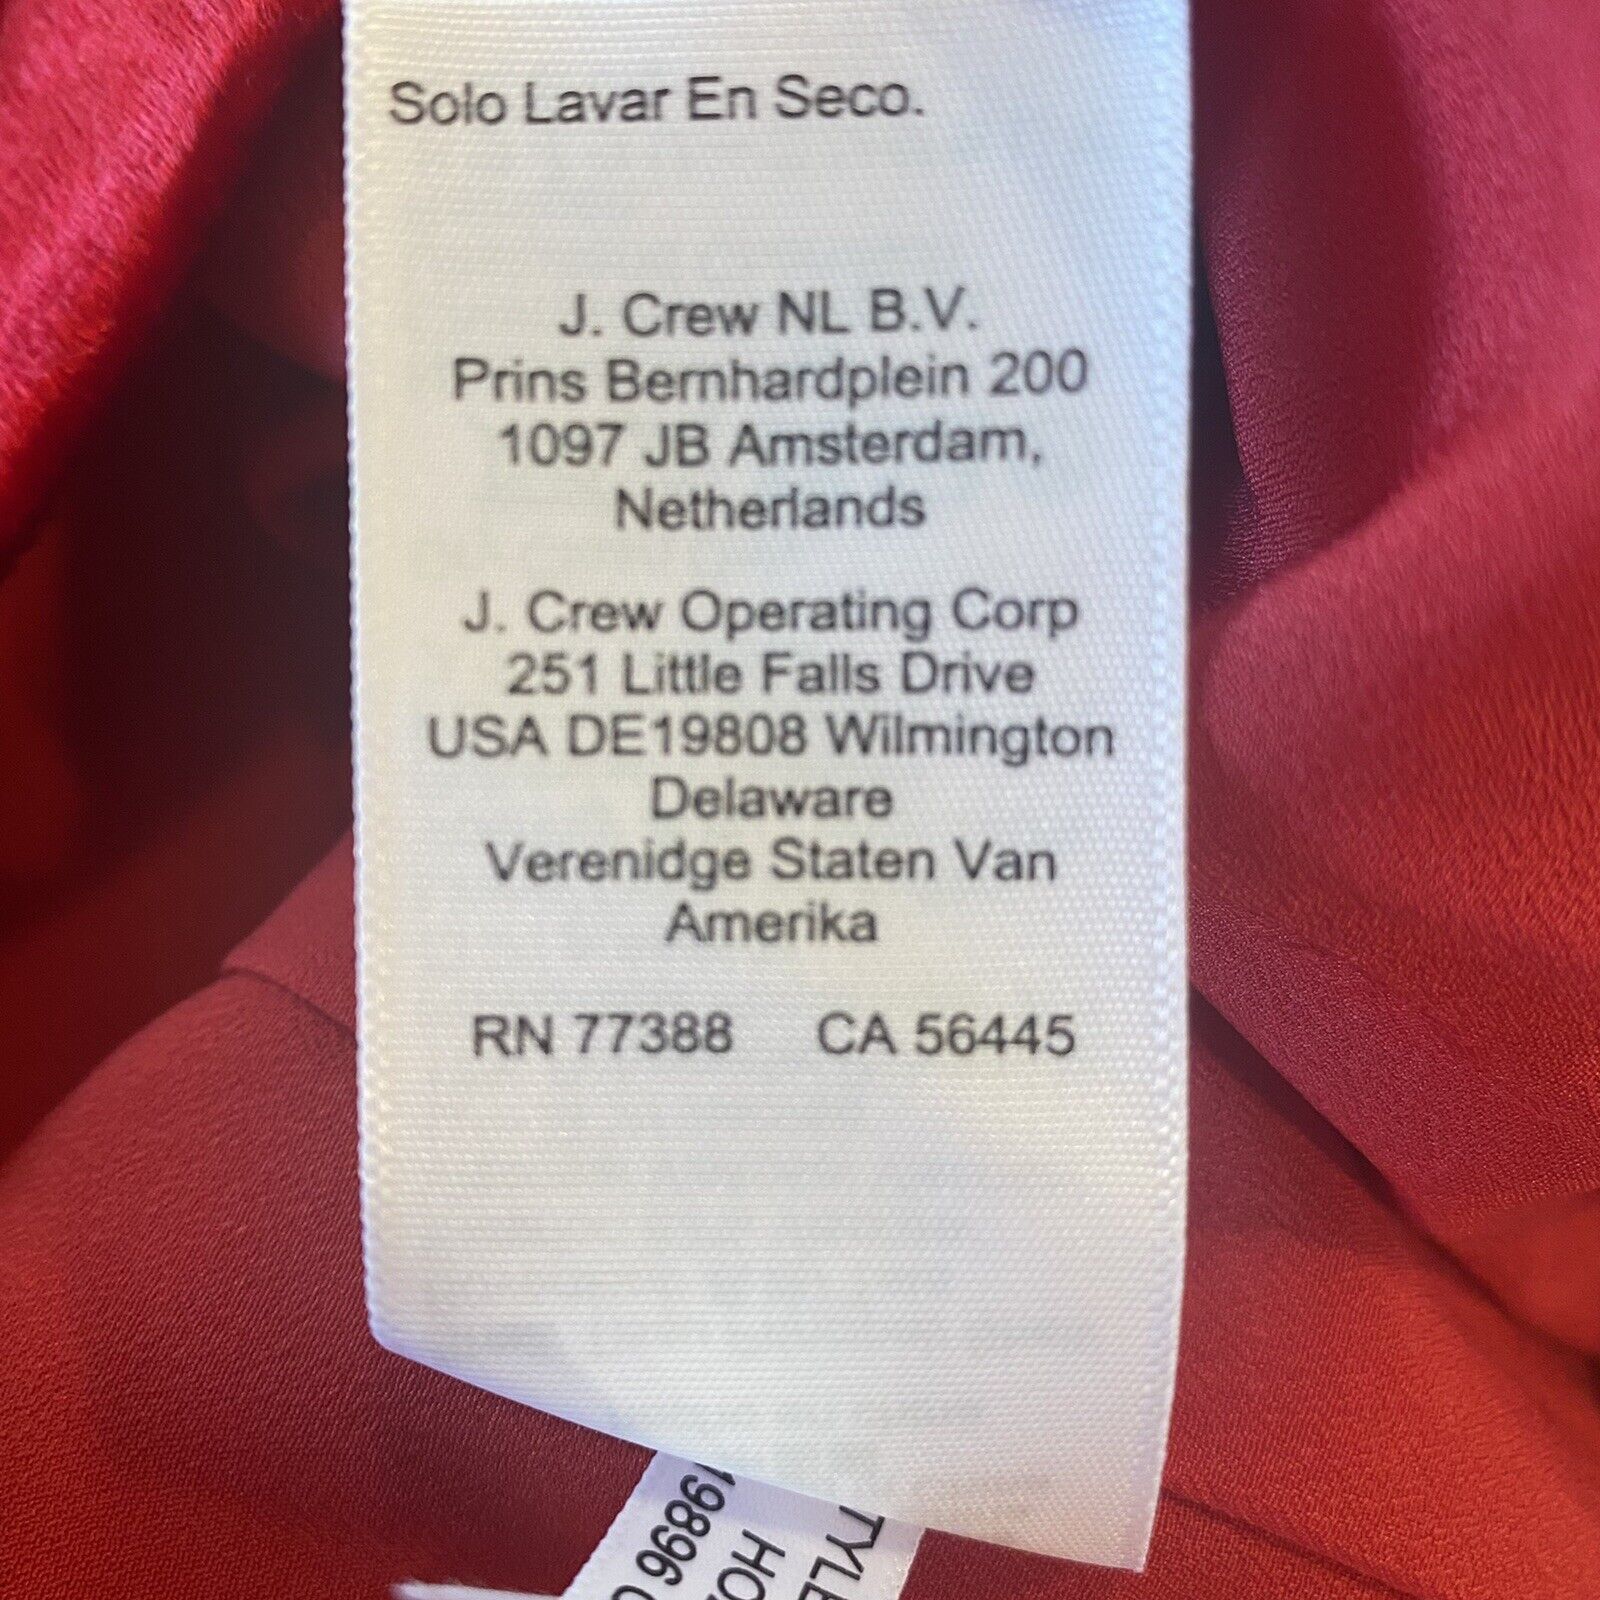 Solo Lavar En Seco.
J. Crew NL B.V.
Prins Bernhardplein 200
1097 JB Amsterdam,
Netherlands
J. Crew Operating Corp
251 Little Falls Drive
USA DE19808 Wilmington
Delaware
Verenidge Staten Van
Amerika
RN 77388 CA 56445